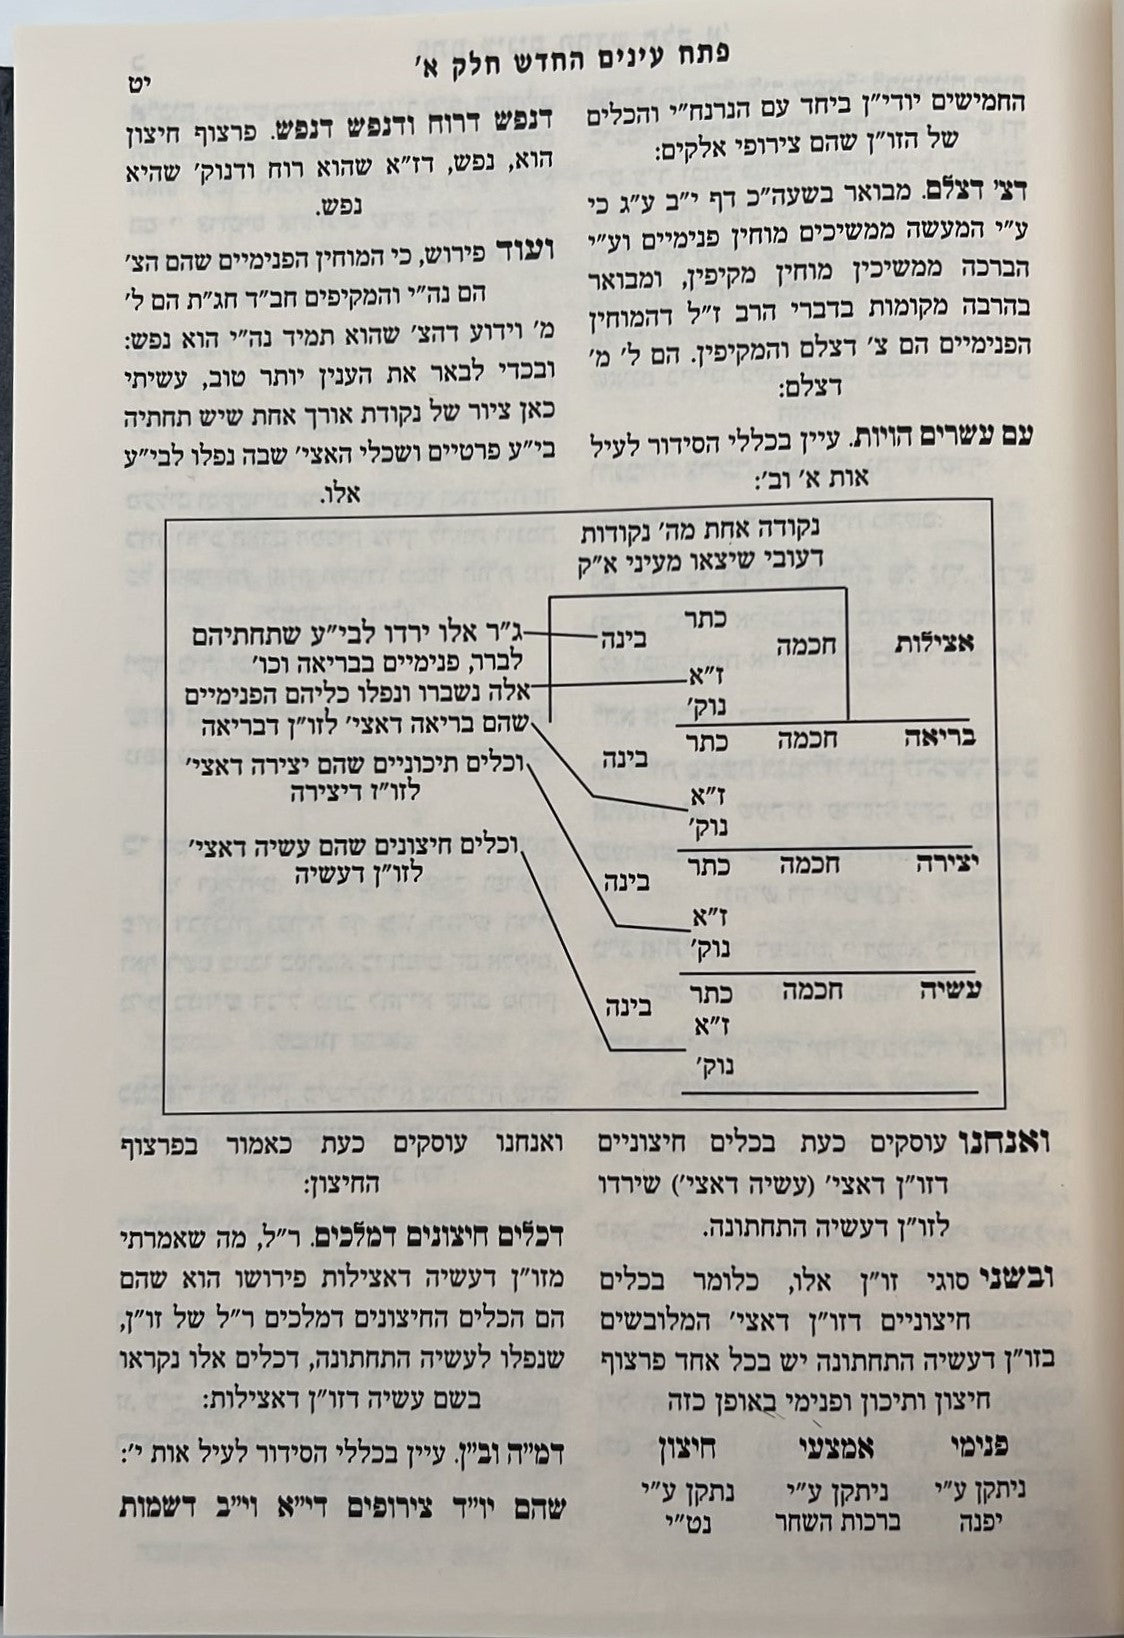 פתח עינים החדש חלק א׳
יט
החמישים יודי״ן ביחד עם הנרנח״י והכלים
של הזו״ן שהם צירופי אלקים:
דצ׳ דצלם. מבואר בשעה״כ דף י״ב ע״ג כי
ע״י המעשה ממשיכים מוחין פנימיים וע״י
הברכה ממשיכין מוחין מקיפין, ומבואר
בהרבה מקומות בדברי הרב ז״ל דהמוחין
הפנימיים הם צ׳ דצלם והמקיפין. הם ל׳ מ׳
דצלם:
עם עשרים הויות. עיין בכללי הסידור לעיל
אות א׳ וב׳:
דנפש דרוח ודנפש דנפש. פרצוף חיצון
הוא, נפש, דז״א שהוא רוח ודנוק׳ שהיא
נפש.
ועוד פירוש, כי המוחין הפנימיים שהם הצ׳
הם נה״י והמקיפים חב״ד חג״ת הם ל׳
מ׳ וידוע דהצ׳ שהוא תמיד נה״י הוא נפש:
ובכדי לבאר את הענין יותר טוב, עשיתי
כאן ציור של נקודת אורך אחת שיש תחתיה
בי״ע פרטיים ושכלי האצי׳ שבה נפלו לבי״ע
אלו.
נקודה אחת מה׳ נקודות
דעובי שיצאו מעיני א״ק
אצילות
חכמה
כתר
בינה
ז״א
נוק׳
ג״ר אלו ירדו לבי״ע שתחתיהם
לברר, פנימיים בבריאה וכו׳
אלה נשברו ונפלו כליהם הפנימיים
שהם בריאה דאצי׳ לזו״ן דבריאה
בריאה
חכמה
כתר
בינה
ז״א
נוק׳
וכלים תיכוניים שהם יצירה דאצי׳
לזו״ז דיצירה
יצירה
חכמה
כתר
בינה
ז״א
נוק׳
וכלים חיצונים שהם עשיה דאצי׳
לזו״ן דעשיה
עשיה
חכמה
כתר
בינה
ז״א
נוק׳
ואנחנו עוסקים כעת בכלים חיצוניים
דזו״ן דאצי׳ (עשיה דאצי׳) שירדו
לזו״ן דעשיה התחתונה.
ובשני סוגי זו״ן אלו, כלומר בכלים
חיצוניים דזו״ן דאצי׳ המלובשים
בזו״ן דעשיה התחתונה יש בכל אחד פרצוף
חיצון ותיכון ופנימי באופן כזה
פנימי אמצעי חיצון
ניתקן ע״י ניתקן ע״י נתקן ע״י
יפנה ברכות השחר נט״י
ואנחנו עוסקים כעת כאמור בפרצוף
החיצון:
דכלים חיצונים דמלכים. ר״ל, מה שאמרתי
מזו״ן דעשיה דאצילות פירושו הוא שהם
הם הכלים החיצונים דמלכים ר״ל של זו״ן,
שנפלו לעשיה התחתונה, דכלים אלו נקראו
בשם עשיה דזו״ן דאצילות:
דמ״ה וב״ן. עיין בכללי הסידור לעיל אות י׳:
שהם יו״ד צירופים די״א וי״ב דשמות